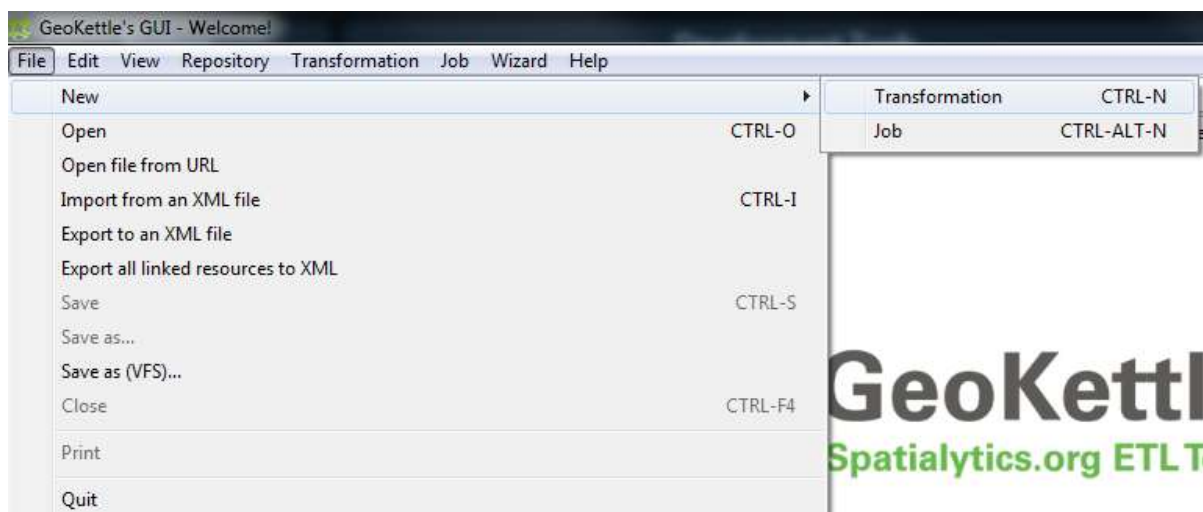 GeoKettle's GUI - Welcome!
File Edit View Repository Transformation Job Wizard Help
New Transformation CTRL-N
Open CTRL-O Job CTRL-ALT-N
Open file from URL
Import from an XML file CTRL-I
Export to an XML file
Export all linked resources to XML
Save CTRL-S
Save as...
Save as (VFS)...
Close CTRL-F4
Print
Quit
GeoKettl
Spatialytics.org ETL T